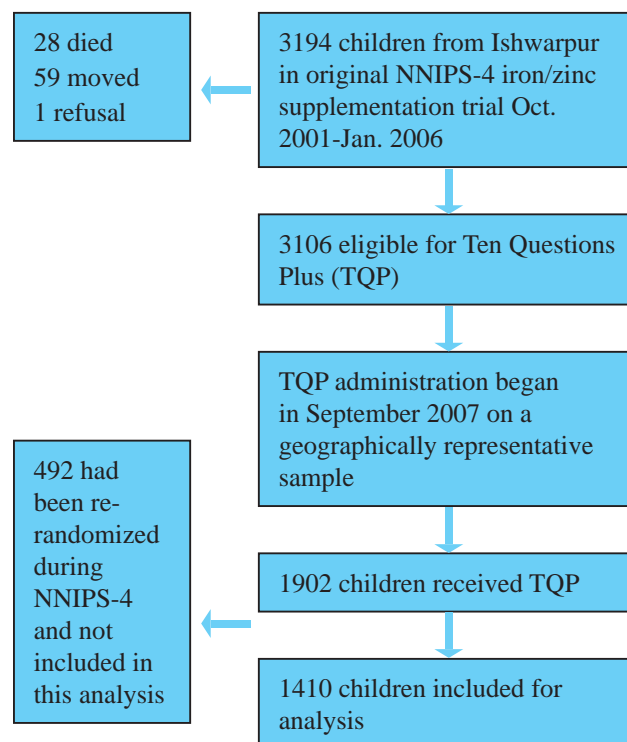 28 died
59 moved
1 refusal
3194 children from Ishwarpur
in original NNIPS-4 iron/zinc
supplementation trial Oct.
2001-Jan. 2006
3106 eligible for Ten Questions
Plus (TQP)
TQP administration began
in September 2007 on a
geographically representative
sample
492 had
been re-
randomized
during
NNIPS-4
and not
included in
this analysis
1902 children received TQP
1410 children included for
analysis